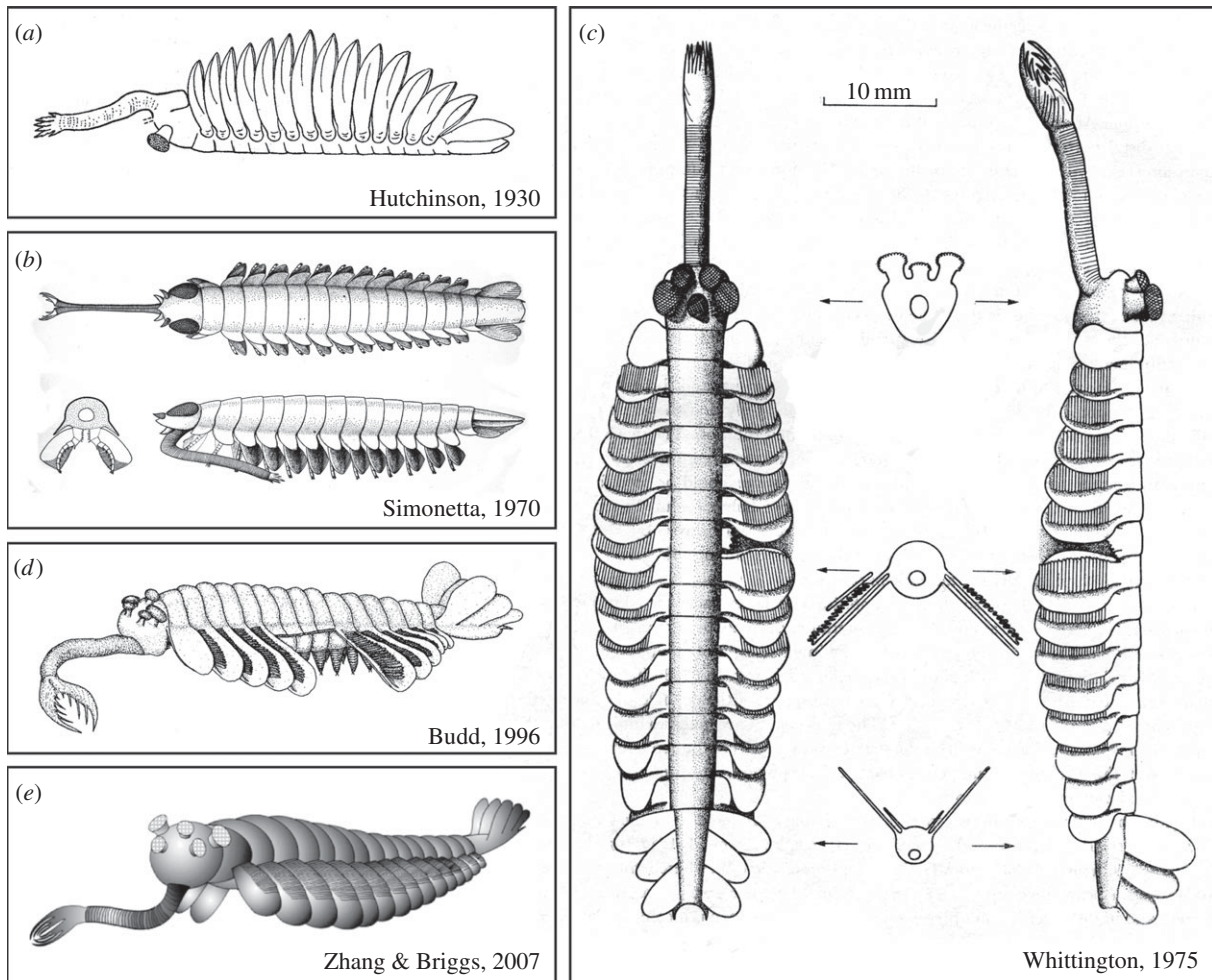 (a)
Hutchinson, 1930
(b)
Simonetta, 1970
(d)
Budd, 1996
(e)
Zhang & Briggs, 2007
(c)
10 mm
Whittington, 1975